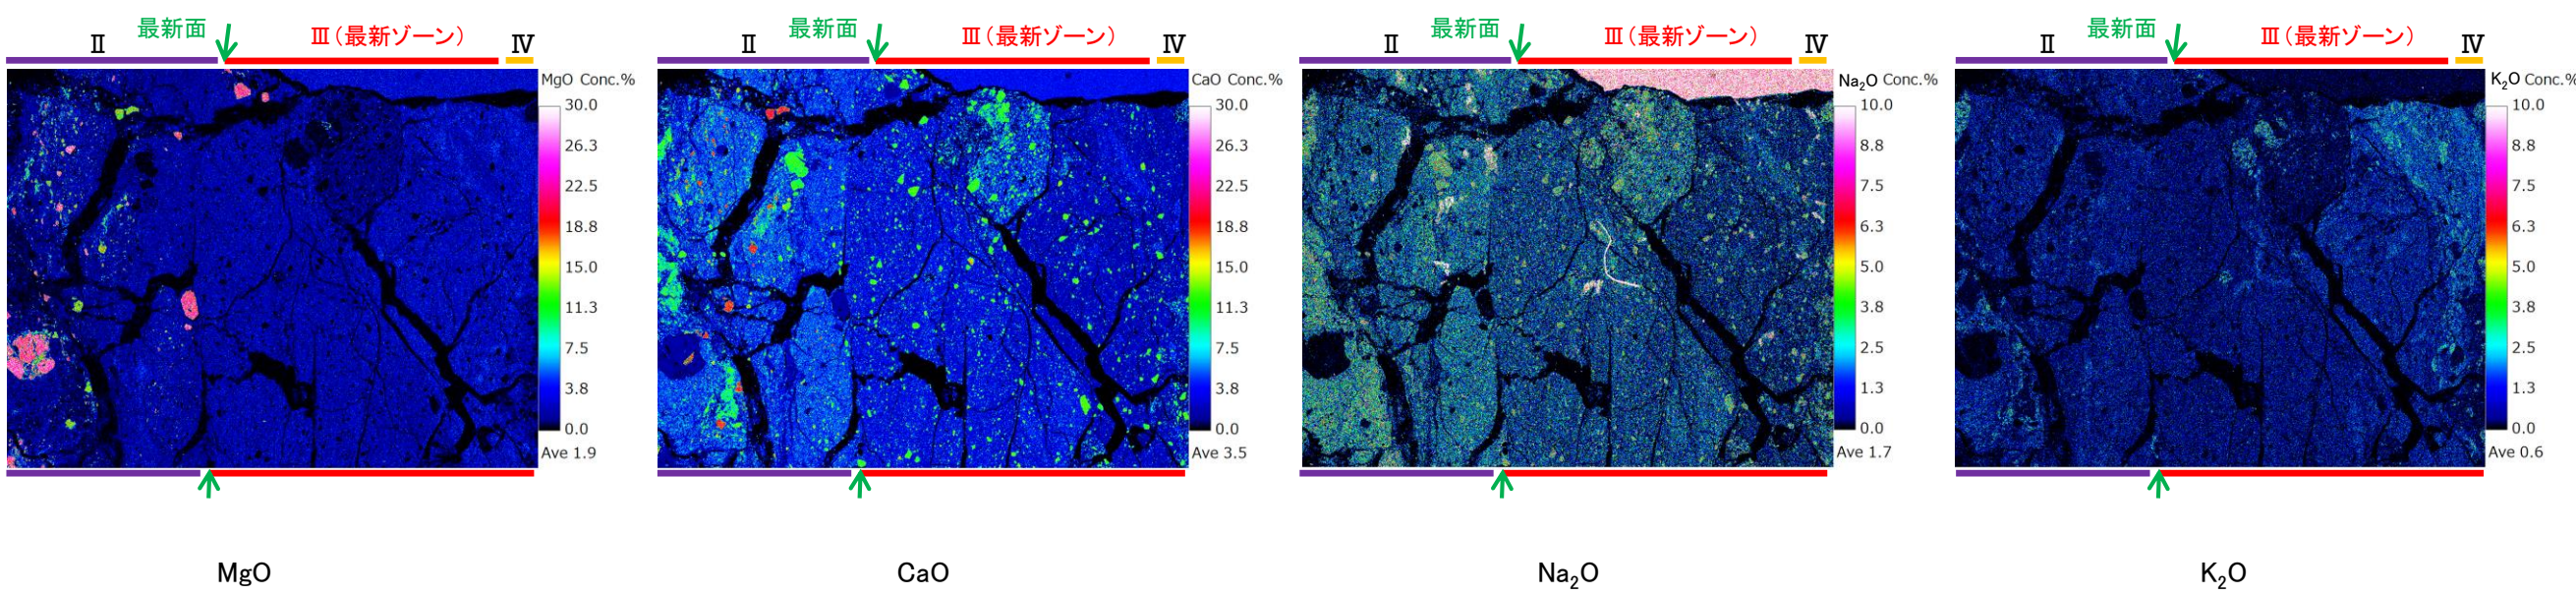 最新面
Ⅱ
Ⅲ（最新ゾーン）
Ⅳ
MgO Conc.%
30.0
26.3
22.5
18.8
15.0
11.3
7.5
3.8
0.0
Ave 1.9
MgO
最新面
Ⅱ
Ⅲ（最新ゾーン）
Ⅳ
CaO Conc.%
30.0
26.3
22.5
18.8
15.0
11.3
7.5
3.8
0.0
Ave 3.5
CaO
最新面
Ⅱ
Ⅲ（最新ゾーン）
Ⅳ
Na₂O Conc.%
10.0
8.8
7.5
6.3
5.0
3.8
2.5
1.3
0.0
Ave 1.7
Na₂O
最新面
Ⅱ
Ⅲ（最新ゾーン）
Ⅳ
K₂O Conc.%
10.0
8.8
7.5
6.3
5.0
3.8
2.5
1.3
0.0
Ave 0.6
K₂O